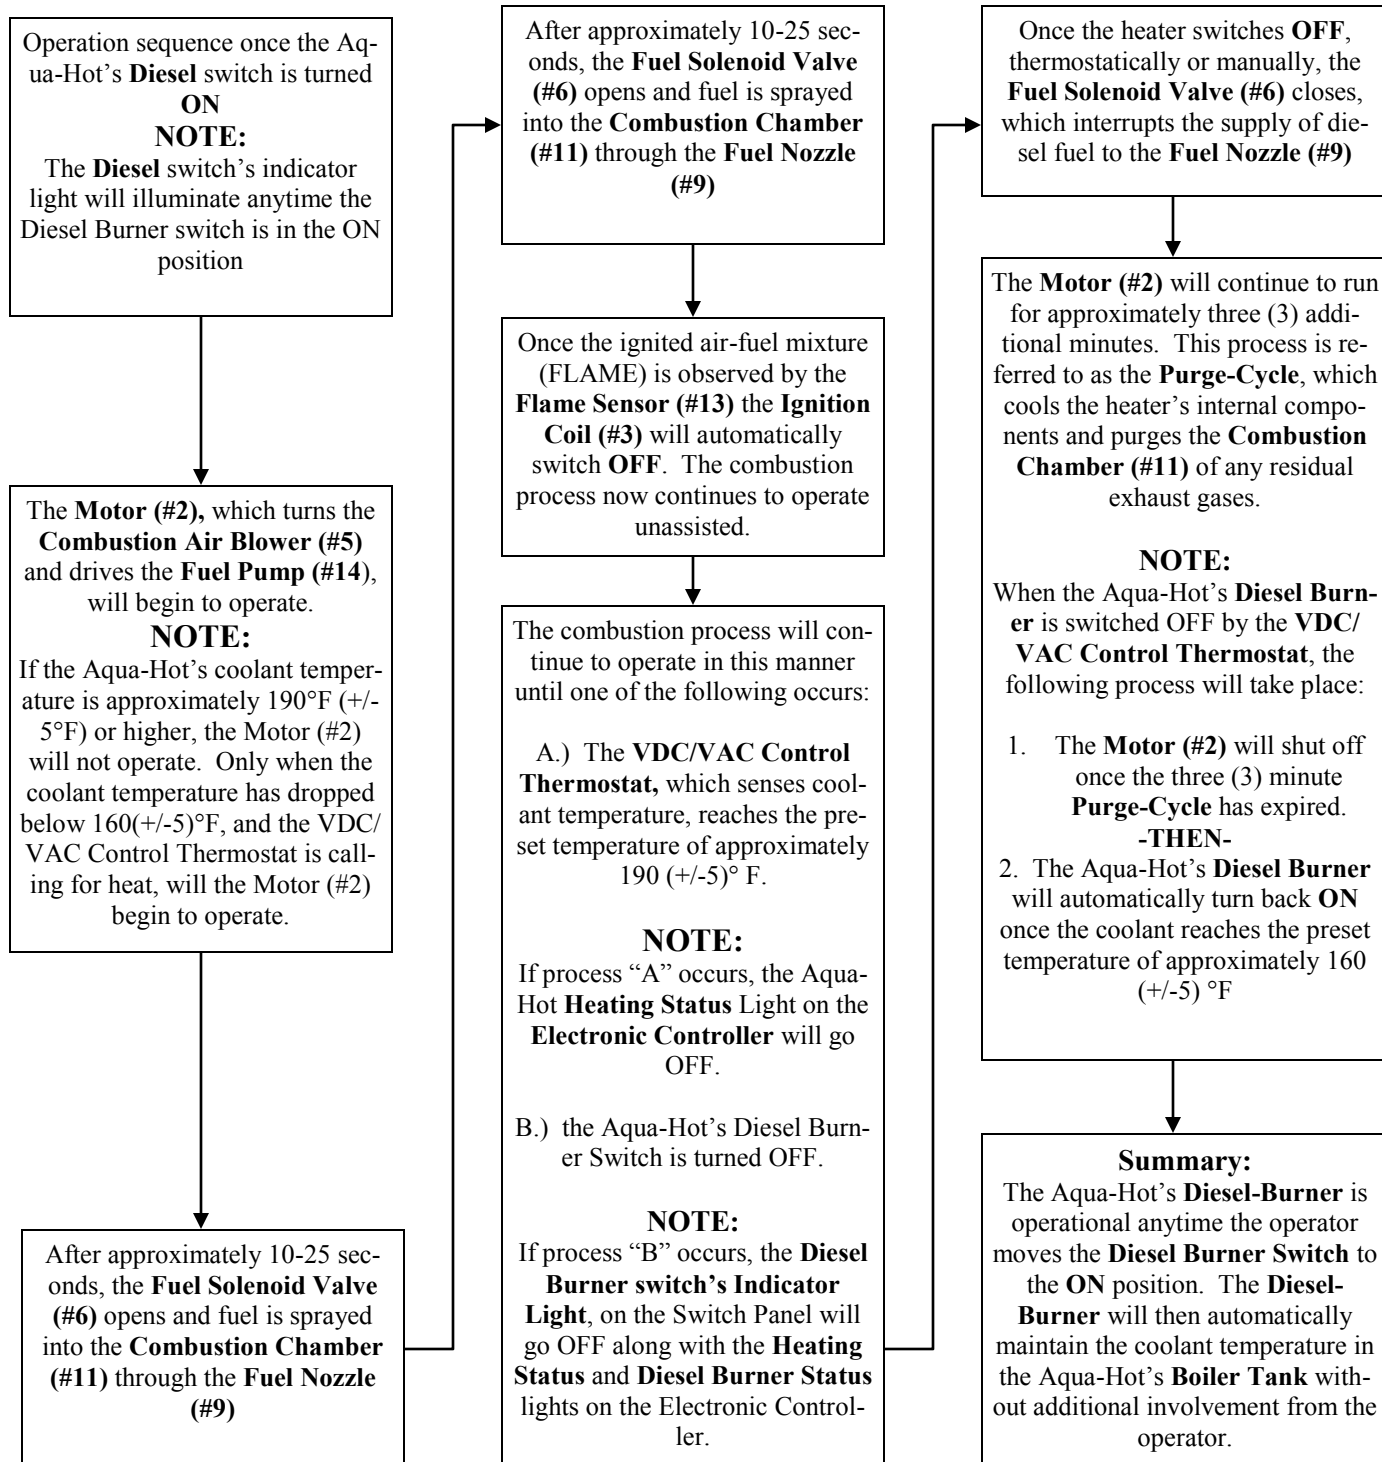 Operation sequence once the Aq-
ua-Hot’s Diesel switch is turned
ON
NOTE:
The Diesel switch’s indicator
light will illuminate anytime the
Diesel Burner switch is in the ON
position
The Motor (#2), which turns the
Combustion Air Blower (#5)
and drives the Fuel Pump (#14),
will begin to operate.
NOTE:
If the Aqua-Hot’s coolant temper-
ature is approximately 190°F (+/-
5°F) or higher, the Motor (#2)
will not operate.  Only when the
coolant temperature has dropped
below 160(+/-5)°F, and the VDC/
VAC Control Thermostat is call-
ing for heat, will the Motor (#2)
begin to operate.
After approximately 10-25 sec-
onds, the Fuel Solenoid Valve
(#6) opens and fuel is sprayed
into the Combustion Chamber
(#11) through the Fuel Nozzle
(#9)
After approximately 10-25 sec-
onds, the Fuel Solenoid Valve
(#6) opens and fuel is sprayed
into the Combustion Chamber
(#11) through the Fuel Nozzle
(#9)
Once the ignited air-fuel mixture
(FLAME) is observed by the
Flame Sensor (#13) the Ignition
Coil (#3) will automatically
switch OFF.  The combustion
process now continues to operate
unassisted.
The combustion process will con-
tinue to operate in this manner
until one of the following occurs:
A.)  The VDC/VAC Control
Thermostat, which senses cool-
ant temperature, reaches the pre-
set temperature of approximately
190 (+/-5)° F.
NOTE:
If process “A” occurs, the Aqua-
Hot Heating Status Light on the
Electronic Controller will go
OFF.
B.)  the Aqua-Hot’s Diesel Burn-
er Switch is turned OFF.
NOTE:
If process “B” occurs, the Diesel
Burner switch’s Indicator
Light, on the Switch Panel will
go OFF along with the Heating
Status and Diesel Burner Status
lights on the Electronic Control-
ler.
Once the heater switches OFF,
thermostatically or manually, the
Fuel Solenoid Valve (#6) closes,
which interrupts the supply of die-
sel fuel to the Fuel Nozzle (#9)
The Motor (#2) will continue to run
for approximately three (3) addi-
tional minutes.  This process is re-
ferred to as the Purge-Cycle, which
cools the heater’s internal compo-
nents and purges the Combustion
Chamber (#11) of any residual
exhaust gases.
NOTE:
When the Aqua-Hot’s Diesel Burn-
er is switched OFF by the VDC/
VAC Control Thermostat, the
following process will take place:
1.  The Motor (#2) will shut off
once the three (3) minute
Purge-Cycle has expired.
-THEN-
2. The Aqua-Hot’s Diesel Burner
will automatically turn back ON
once the coolant reaches the preset
temperature of approximately 160
(+/-5) °F
Summary:
The Aqua-Hot’s Diesel-Burner is
operational anytime the operator
moves the Diesel Burner Switch to
the ON position.  The Diesel-
Burner will then automatically
maintain the coolant temperature in
the Aqua-Hot’s Boiler Tank with-
out additional involvement from the
operator.